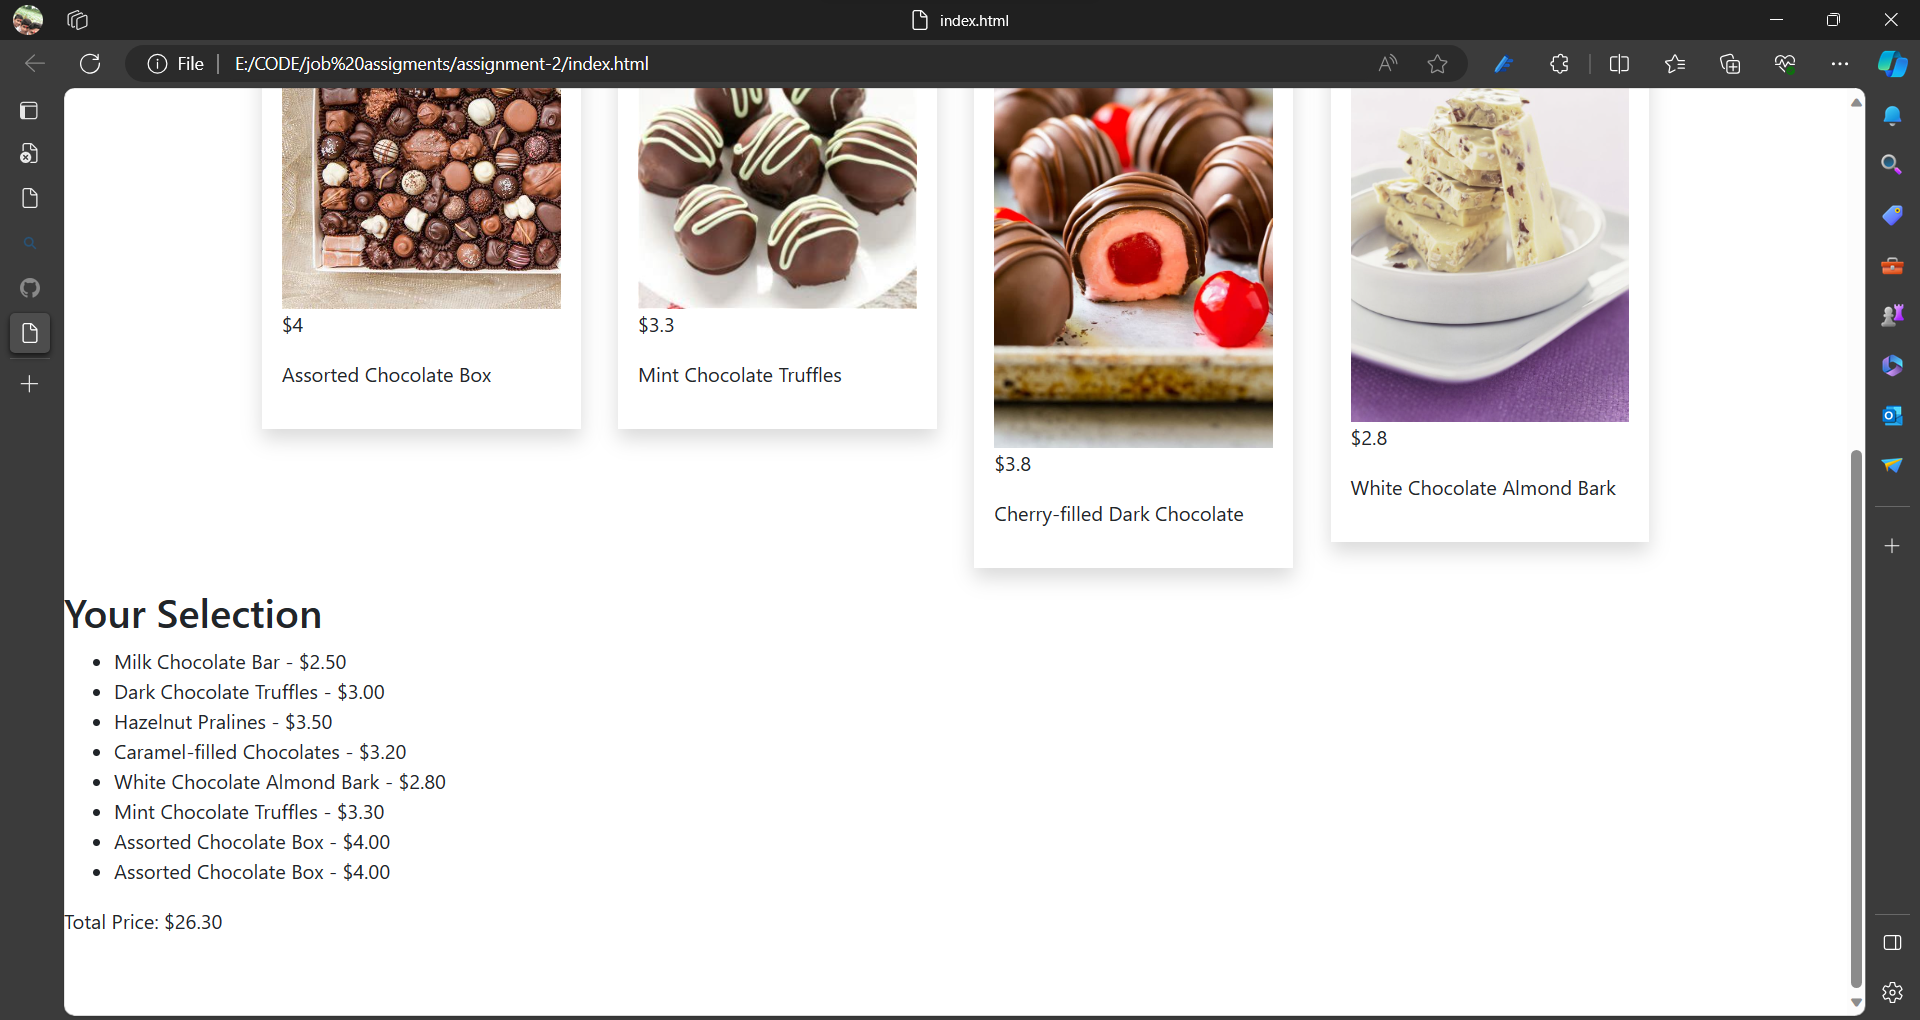 index.html
File
E:/CODE/job%20assigments/assignment-2/index.html
$4
Assorted Chocolate Box
$3.3
Mint Chocolate Truffles
$3.8
Cherry-filled Dark Chocolate
$2.8
White Chocolate Almond Bark
Your Selection
Milk Chocolate Bar - $2.50
Dark Chocolate Truffles - $3.00
Hazelnut Pralines - $3.50
Caramel-filled Chocolates - $3.20
White Chocolate Almond Bark - $2.80
Mint Chocolate Truffles - $3.30
Assorted Chocolate Box - $4.00
Assorted Chocolate Box - $4.00
Total Price: $26.30